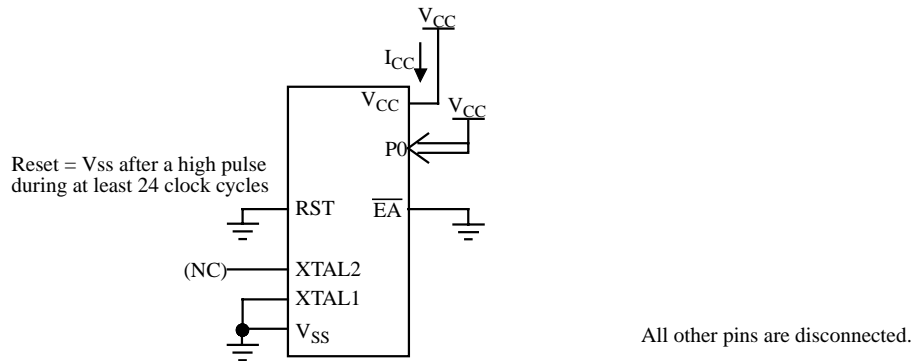 VCC
ICC
VCC
VCC
P0
Reset = Vss after a high pulse
during at least 24 clock cycles
RST
EA
(NC)
XTAL2
XTAL1
VSS
All other pins are disconnected.